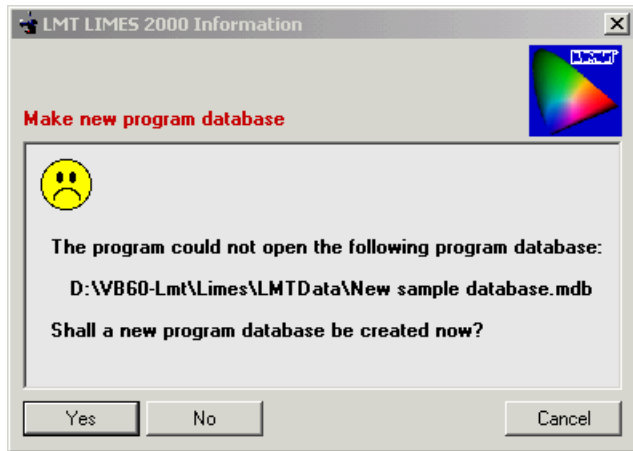 LMT LIMES 2000 Information
LMT
Make new program database
The program could not open the following program database:
D:\VB60-Lmt\Limes\LMTData\New sample database.mdb
Shall a new program database be created now?
Yes
No
Cancel